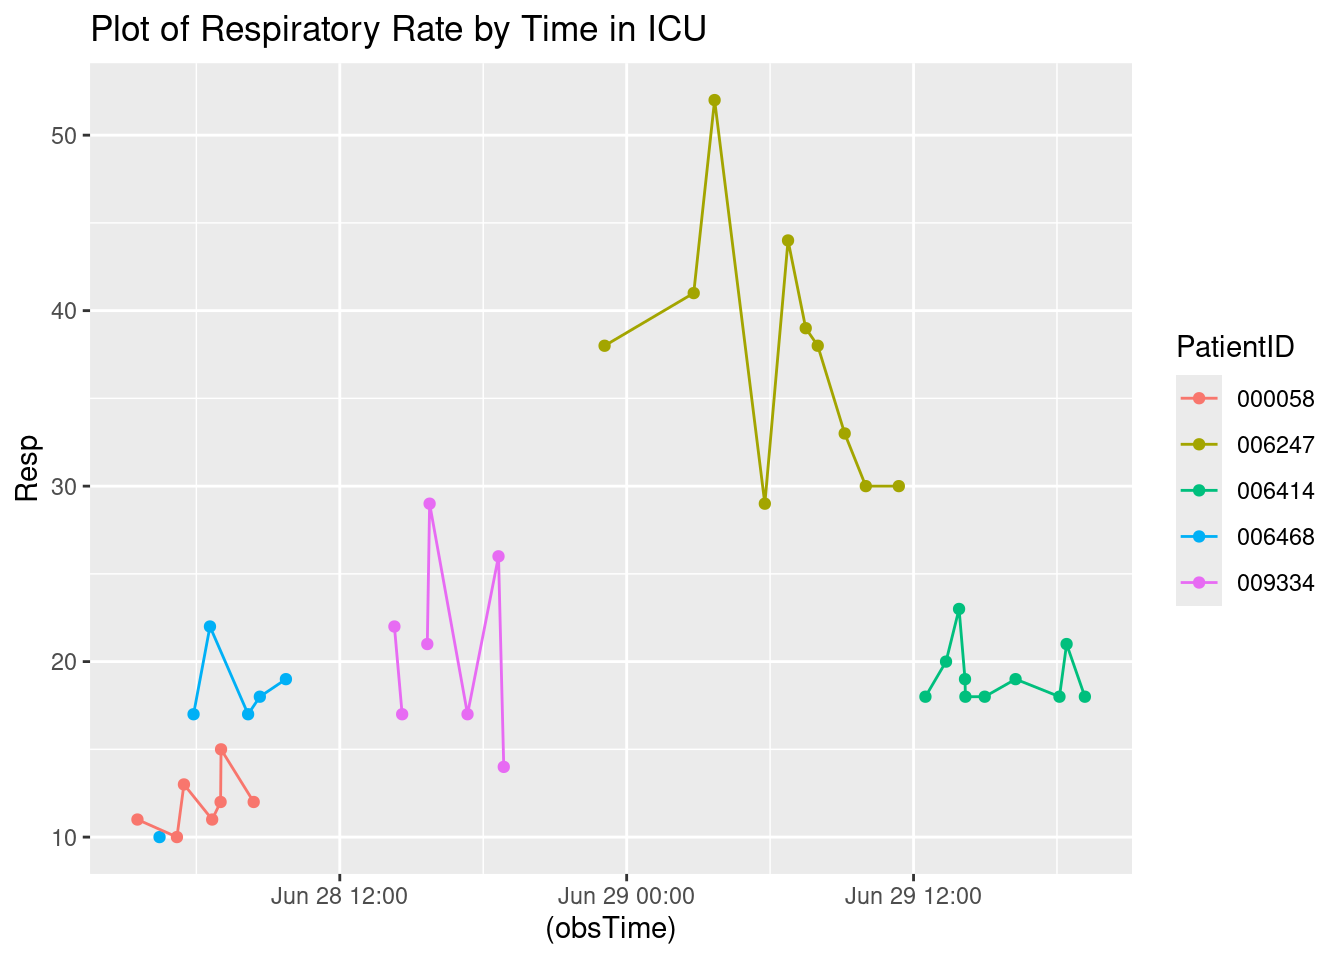 Plot of Respiratory Rate by Time in ICU
50
40
30
20
10
Resp
Jun 28 12:00
Jun 29 00:00
Jun 29 12:00
(obsTime)
PatientID
000058
006247
006414
006468
009334